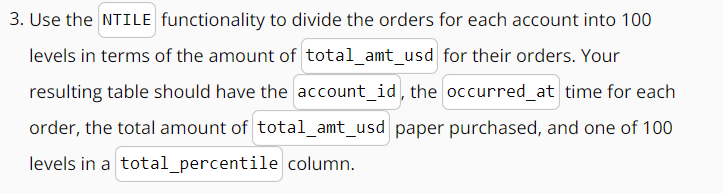 3. Use the NTILE functionality to divide the orders for each account into 100
levels in terms of the amount of total_amt_usd for their orders. Your
resulting table should have the account_id, the occurred_at time for each
order, the total amount of total_amt_usd paper purchased, and one of 100
levels in a total_percentile column.